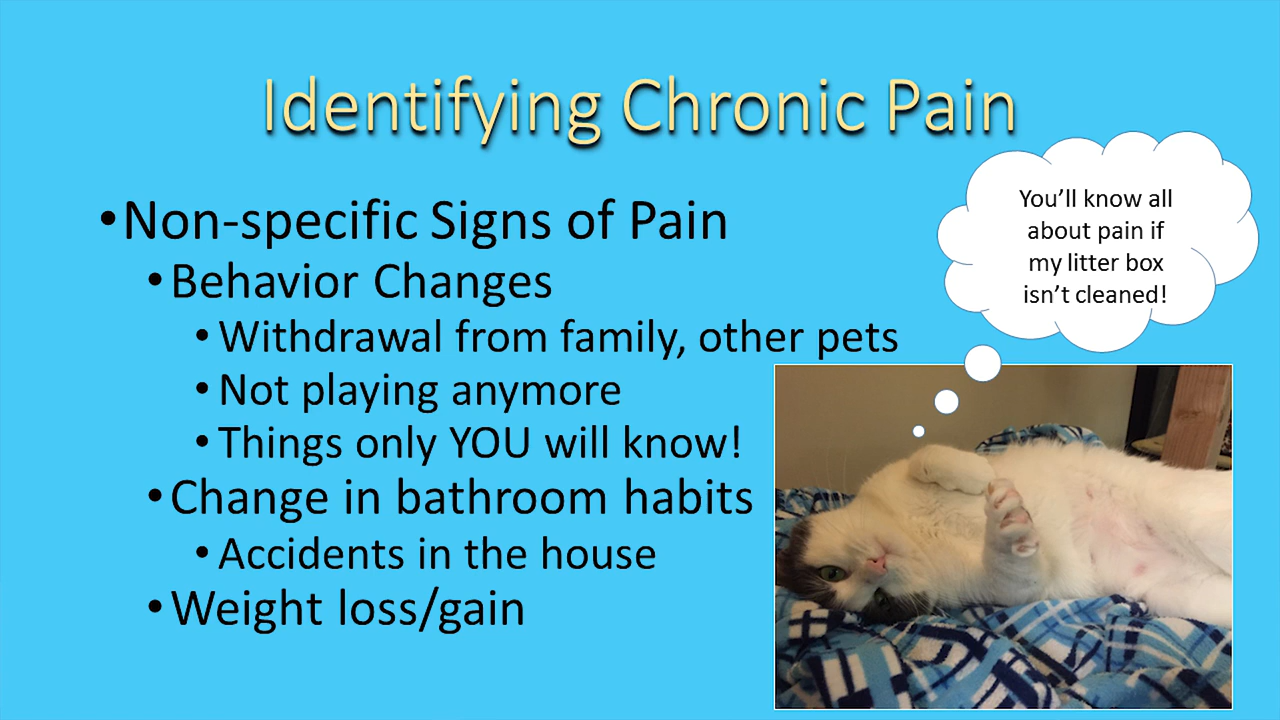 Identifying Chronic Pain
•Non-specific Signs of Pain
•Behavior Changes
•Withdrawal from family, other pets
•Not playing anymore
•Things only YOU will know!
•Change in bathroom habits
•Accidents in the house
•Weight loss/gain
You’ll know all
about pain if
my litter box
isn’t cleaned!